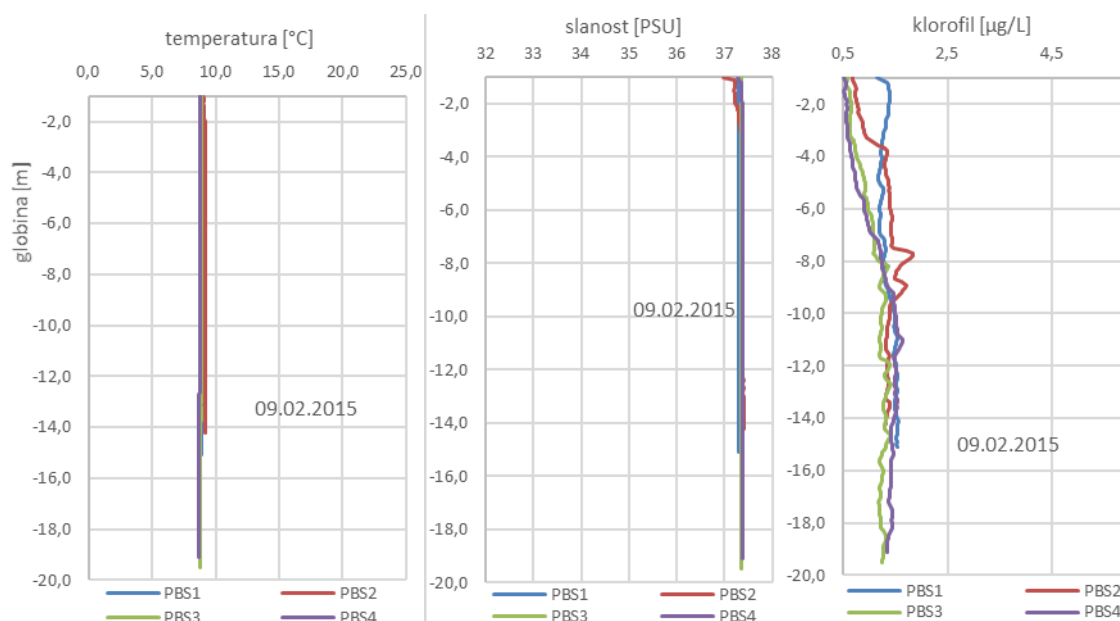 temperatura [°C]
0,0 5,0 10,0 15,0 20,0 25,0
globina [m]
-2,0
-4,0
-6,0
-8,0
-10,0
-12,0
-14,0
-16,0
-18,0
-20,0
09.02.2015
PBS1 PBS2
PBS3 PBS4
slanost [PSU]
32 33 34 35 36 37 38
-2,0
-4,0
-6,0
-8,0
-10,0
-12,0
-14,0
-16,0
-18,0
-20,0
09.02.2015
PBS1 PBS2
PBS3 PBS4
klorofil [µg/L]
0,5 2,5 4,5
-2,0
-4,0
-6,0
-8,0
-10,0
-12,0
-14,0
-16,0
-18,0
-20,0
09.02.2015
PBS1 PBS2
PBS3 PBS4